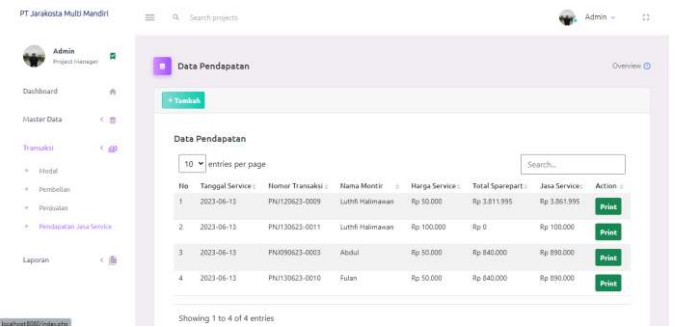 PT Jarakosta Multi Mandiri
Search projects
Admin
Admin
Project Manager
Data Pendapatan
Overview
Dashboard
+ Tambah
Master Data
Data Pendapatan
Transaksi
10 entries per page
Search...
Modal
No Tanggal Service Nomor Transaksi Nama Montir Harga Service Total Sparepart Jasa Service Action
Pembelian
1 2023-06-13 PNJ120623-0009 Luthfi Halimawan Rp 50.000 Rp 3.811.995 Rp 3.861.995 Print
Penjualan
2 2023-06-13 PNJ130623-0011 Luthfi Halimawan Rp 100.000 Rp 0 Rp 100.000 Print
Pendapatan Jasa Service
3 2023-06-13 PNJ090623-0003 Abdul Rp 50.000 Rp 840.000 Rp 890.000 Print
Laporan
4 2023-06-13 PNJ130623-0010 Fulan Rp 50.000 Rp 840.000 Rp 890.000 Print
Showing 1 to 4 of 4 entries
localhost:8080/index.php